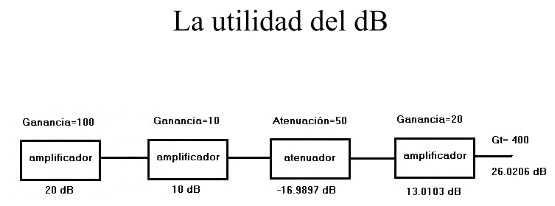 La utilidad del dB
Ganancia=100
Ganancia=10
Atenuación=50
Ganancia=20
amplificador
amplificador
atenuador
amplificador
Gt= 400
20 dB
10 dB
-16.9897 dB
13.0103 dB
26.0206 dB